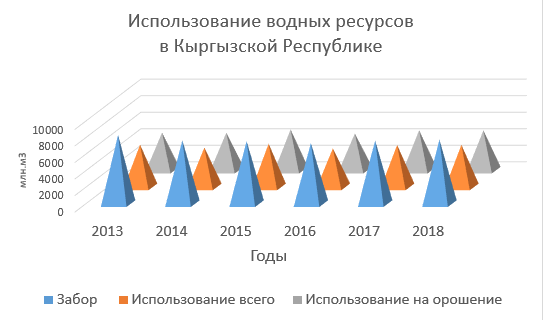 Использование водных ресурсов
в Кыргызской Республике
10000
8000
6000
4000
2000
0
млн.м3
2013 2014 2015 2016 2017 2018
Годы
Забор Использование всего Использование на орошение